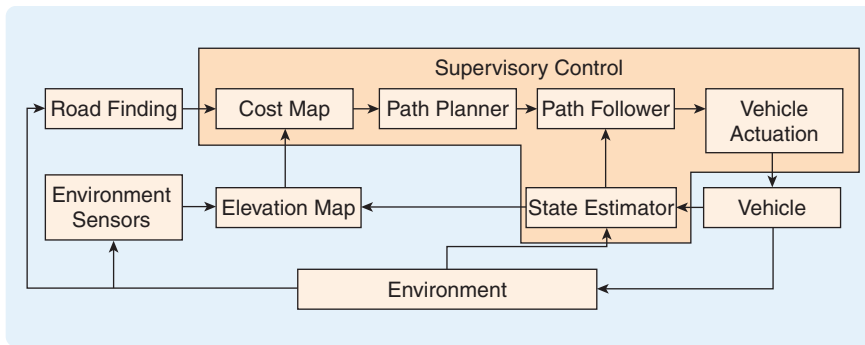 Supervisory Control
Road Finding
Cost Map
Path Planner
Path Follower
Vehicle
Actuation
Environment
Sensors
Elevation Map
State Estimator
Vehicle
Environment